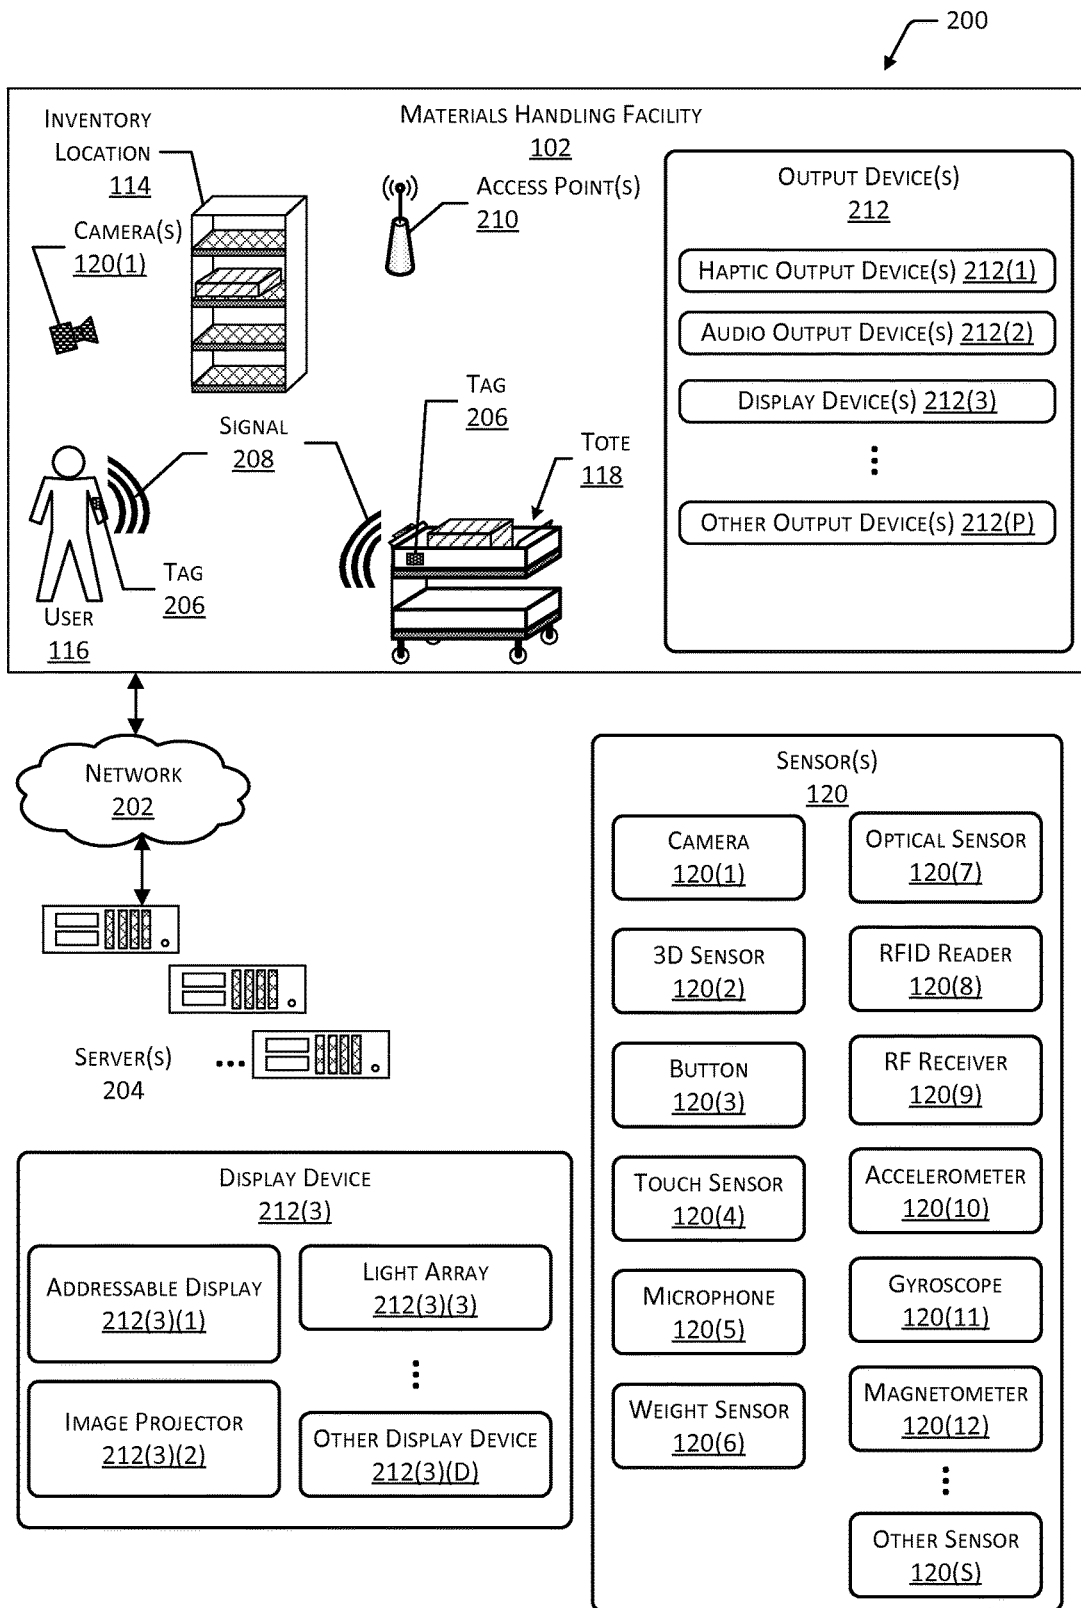 200
MATERIALS HANDLING FACILITY
102
INVENTORY
LOCATION
114
CAMERA(S)
120(1)
ACCESS POINT(S)
210
TAG
206
SIGNAL
208
TOTE
118
TAG
206
USER
116
OUTPUT DEVICE(S)
212
HAPTIC OUTPUT DEVICE(S) 212(1)
AUDIO OUTPUT DEVICE(S) 212(2)
DISPLAY DEVICE(S) 212(3)
OTHER OUTPUT DEVICE(S) 212(P)
NETWORK
202
SERVER(S)
204
DISPLAY DEVICE
212(3)
ADDRESSABLE DISPLAY
212(3)(1)
IMAGE PROJECTOR
212(3)(2)
LIGHT ARRAY
212(3)(3)
OTHER DISPLAY DEVICE
212(3)(D)
SENSOR(S)
120
CAMERA
120(1)
3D SENSOR
120(2)
BUTTON
120(3)
TOUCH SENSOR
120(4)
MICROPHONE
120(5)
WEIGHT SENSOR
120(6)
OPTICAL SENSOR
120(7)
RFID READER
120(8)
RF RECEIVER
120(9)
ACCELEROMETER
120(10)
GYROSCOPE
120(11)
MAGNETOMETER
120(12)
OTHER SENSOR
120(S)